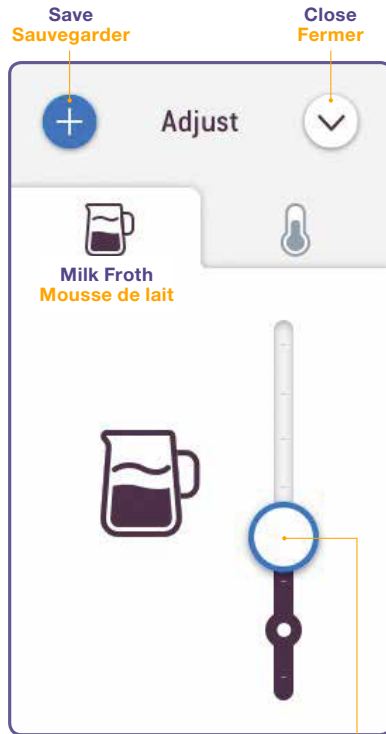 Save
Sauvegarder
Close
Fermer
Adjust
Milk Froth
Mousse de lait